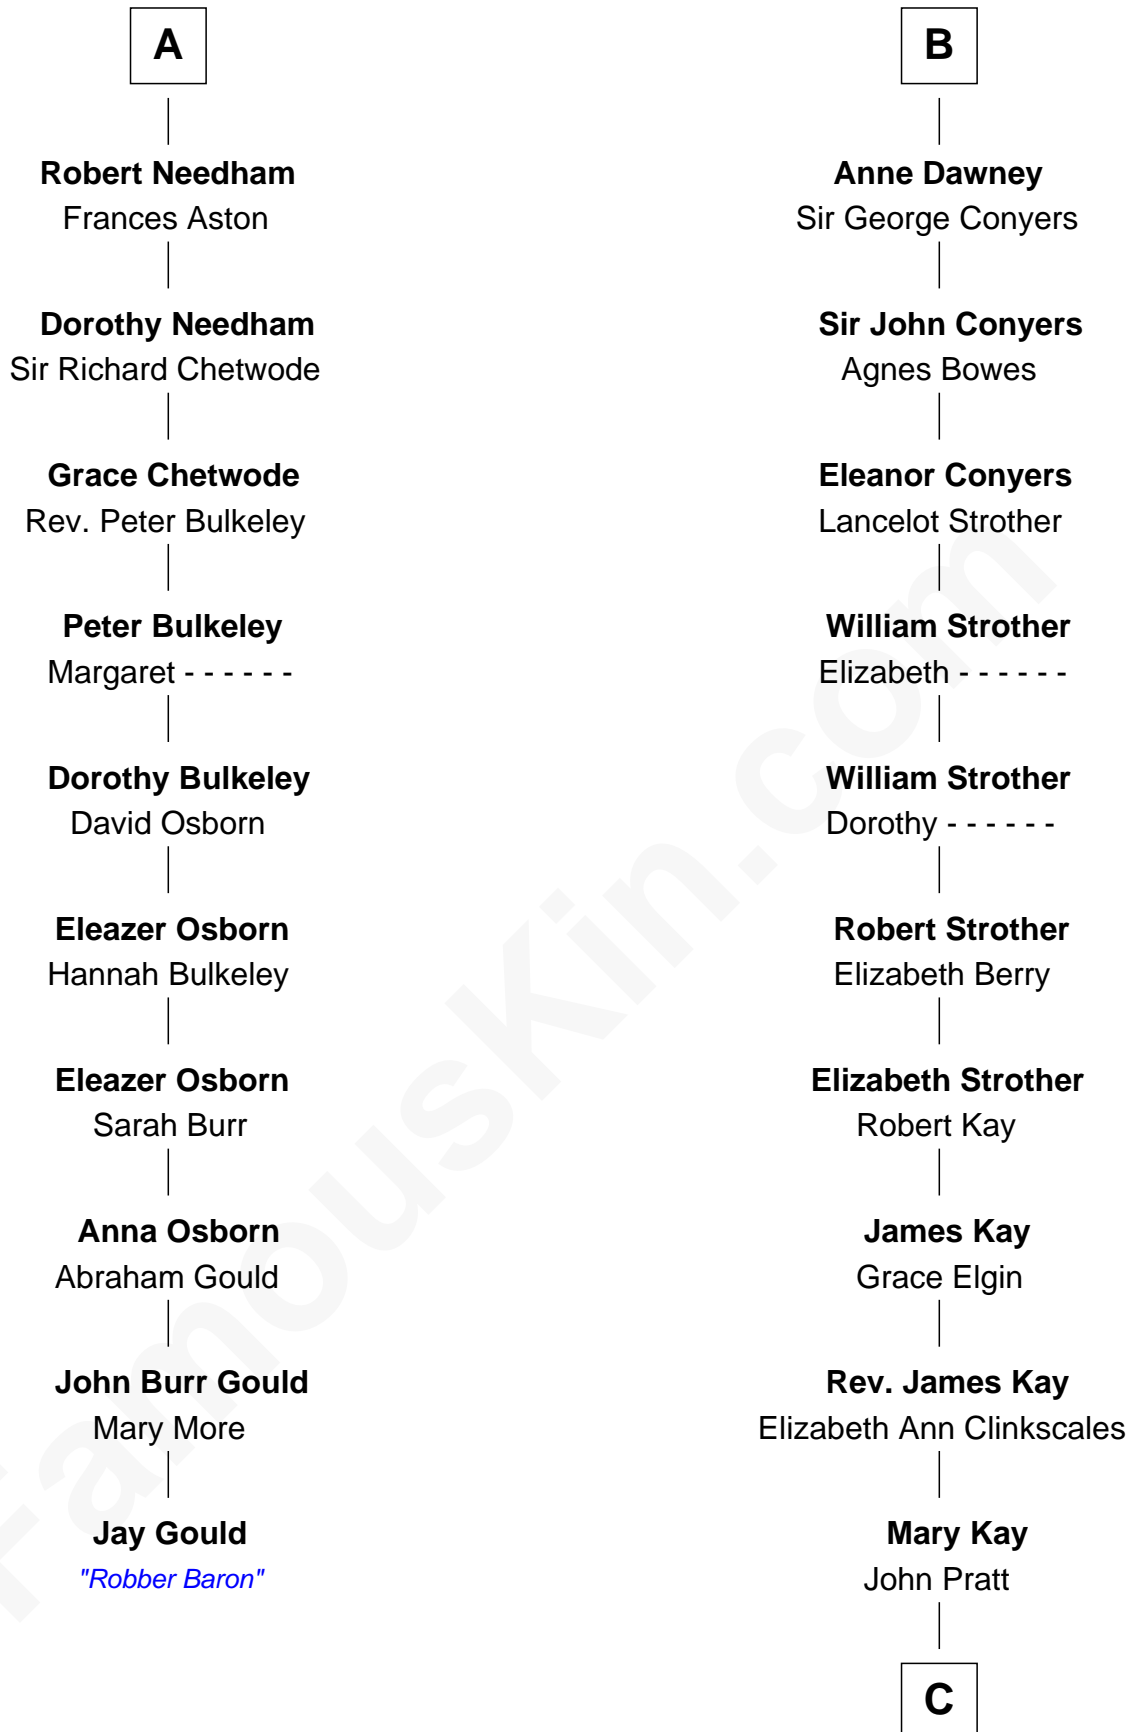 A
Robert Needham
Frances Aston
Dorothy Needham
Sir Richard Chetwode
Grace Chetwode
Rev. Peter Bulkeley
Peter Bulkeley
Margaret - - - - - -
Dorothy Bulkeley
David Osborn
Eleazer Osborn
Hannah Bulkeley
Eleazer Osborn
Sarah Burr
Anna Osborn
Abraham Gould
John Burr Gould
Mary More
Jay Gould
"Robber Baron"
B
Anne Dawney
Sir George Conyers
Sir John Conyers
Agnes Bowes
Eleanor Conyers
Lancelot Strother
William Strother
Elizabeth - - - - - -
William Strother
Dorothy - - - - - -
Robert Strother
Elizabeth Berry
Elizabeth Strother
Robert Kay
James Kay
Grace Elgin
Rev. James Kay
Elizabeth Ann Clinkscales
Mary Kay
John Pratt
C
FamousKin.com